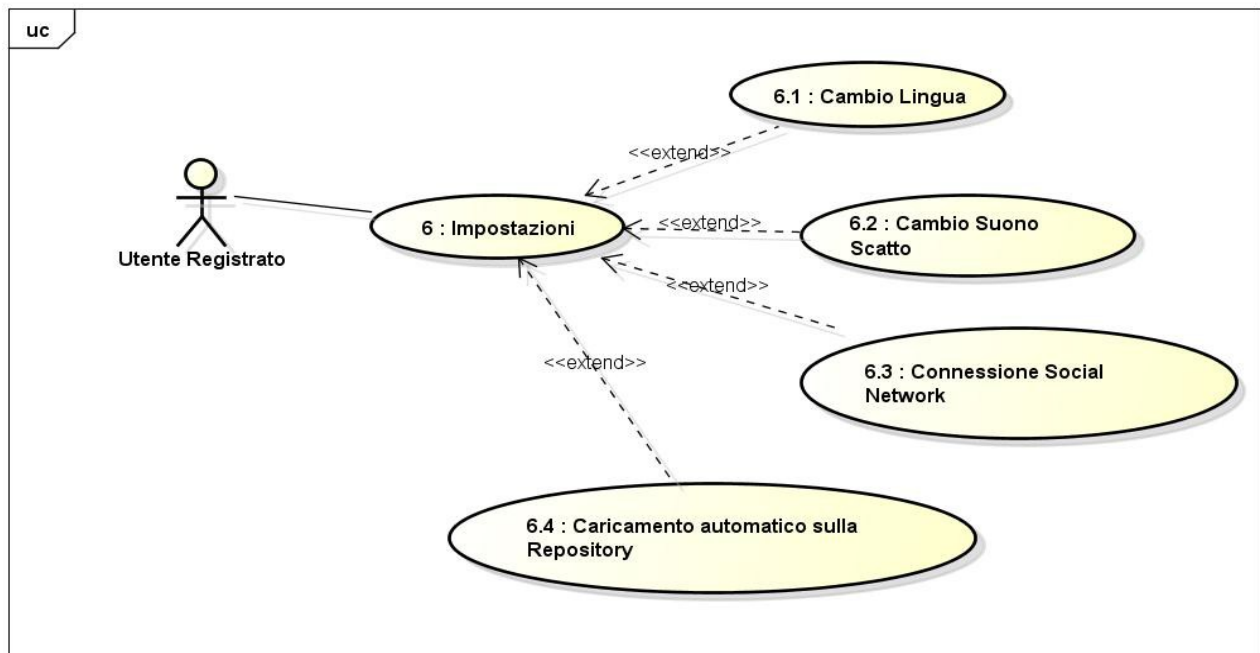 uc
6.1 : Cambio Lingua
<<extend>>
6 : Impostazioni
<<extend>>
6.2 : Cambio Suono
Scatto
Utente Registrato
<<extend>>
<<extend>>
6.3 : Connessione Social
Network
6.4 : Caricamento automatico sulla
Repository